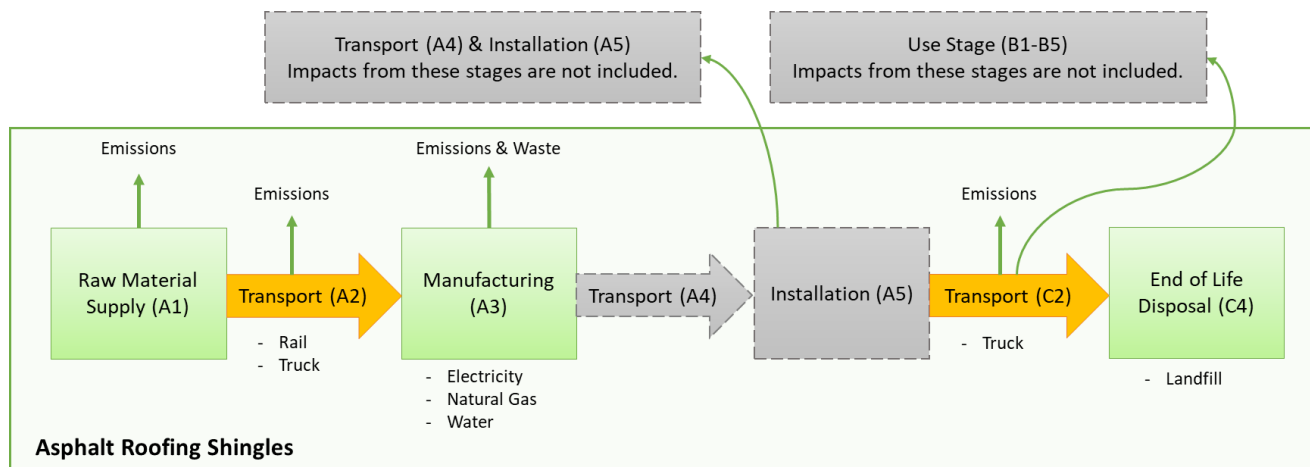 Transport (A4) & Installation (A5)
Impacts from these stages are not included.
Use Stage (B1-B5)
Impacts from these stages are not included.
Emissions
Emissions & Waste
Emissions
Emissions
Raw Material
Supply (A1)
Transport (A2)
Manufacturing
(A3)
Transport (A4)
Installation (A5)
Transport (C2)
End of Life
Disposal (C4)
- Rail
- Truck
- Electricity
- Natural Gas
- Water
- Truck
- Landfill
Asphalt Roofing Shingles